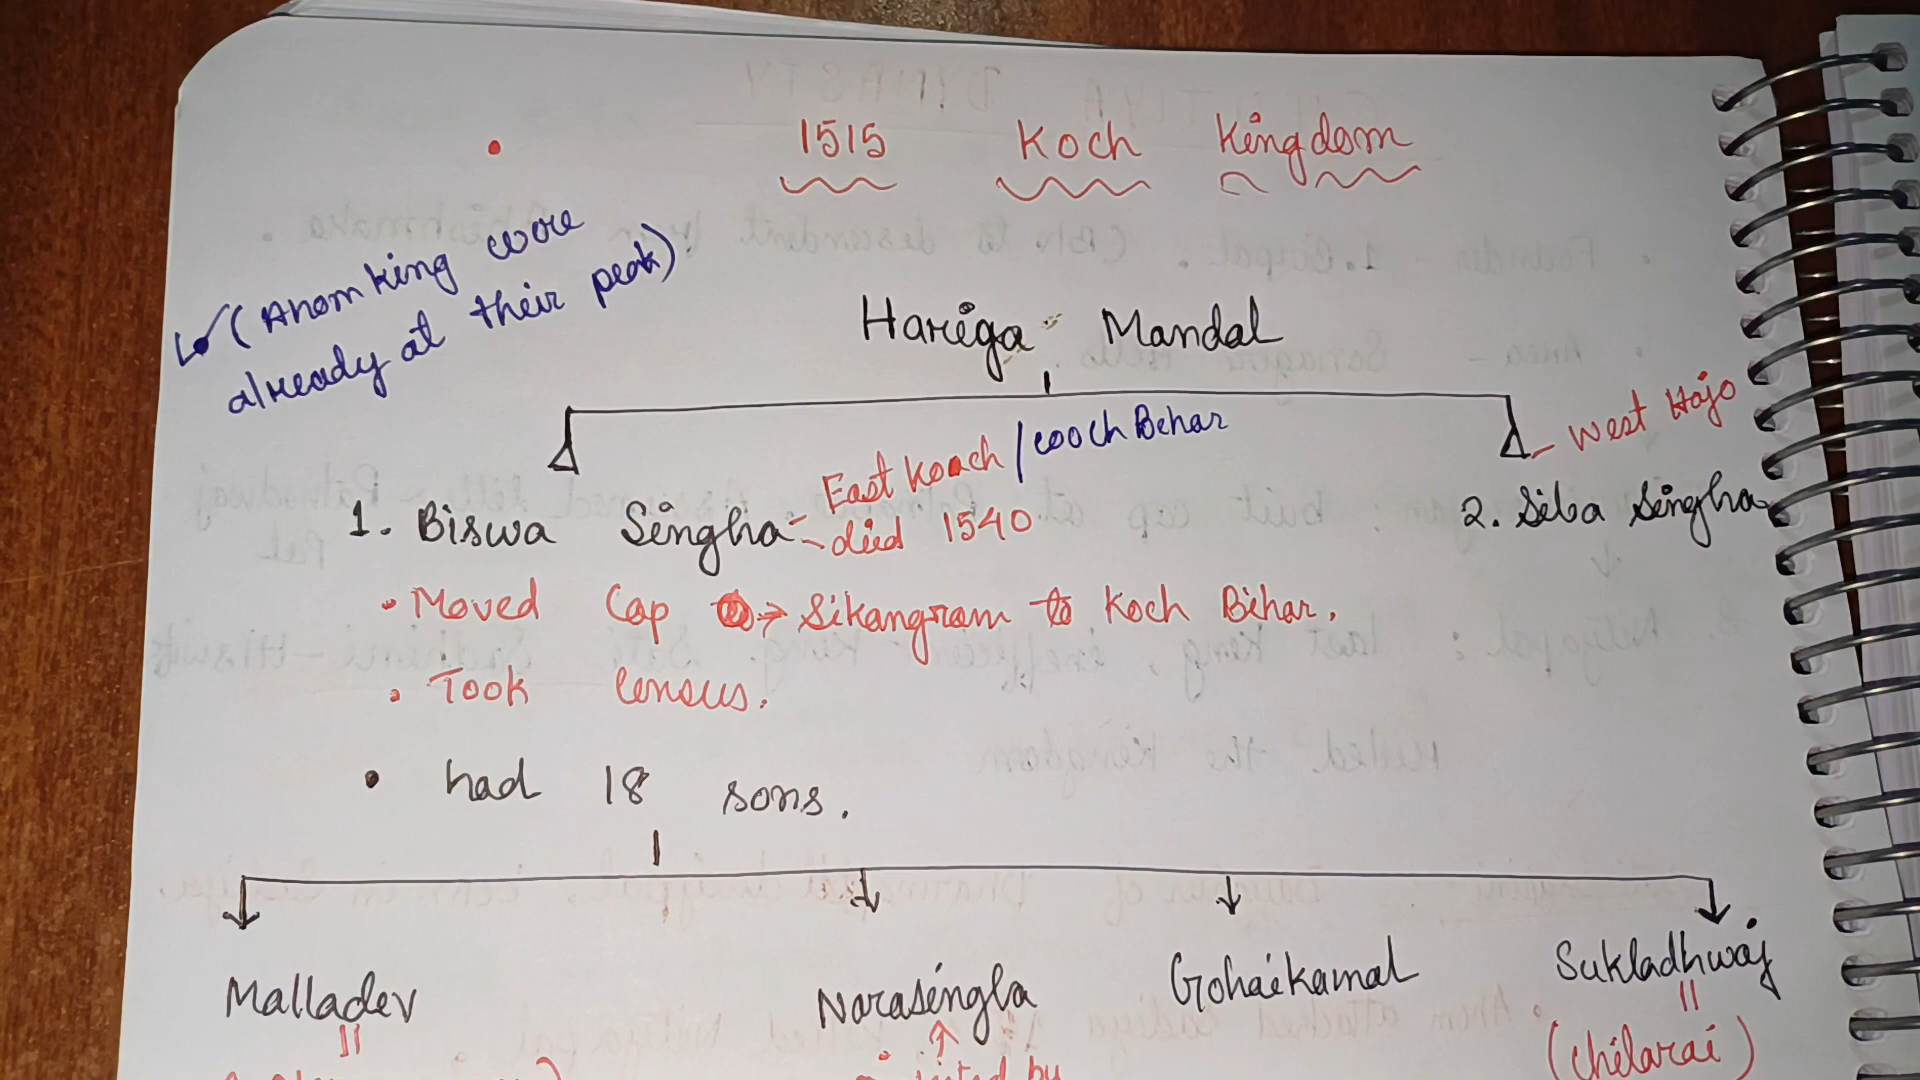 1515 Koch Kingdom
(Ahom king were
already at their peak)
Hariga Mandal
East Koach / cooch Behar
West Hajo
1. Biswa Singha = died 1540
2. Siba Singha
• Moved Cap → Sikangram to Koch Bihar.
• Took Census.
• had 18 sons.
Malladev Narasingha Gohaikamal Sukladhwaj
(chilarai)
by